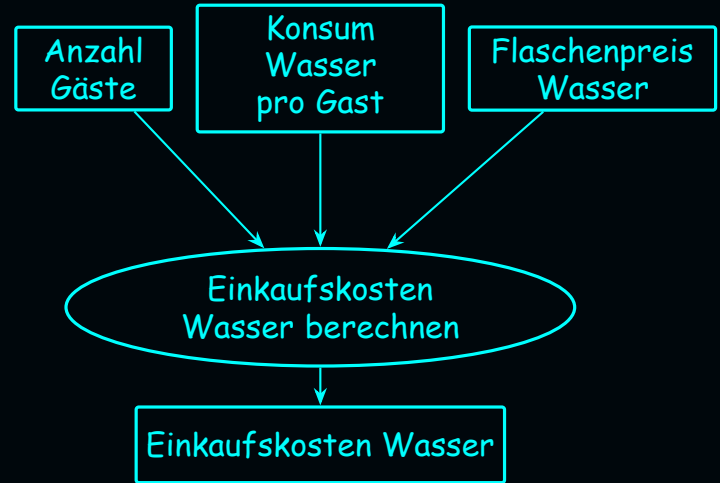 Anzahl
Gäste
Konsum
Wasser
pro Gast
Flaschenpreis
Wasser
Einkaufskosten
Wasser berechnen
Einkaufskosten Wasser